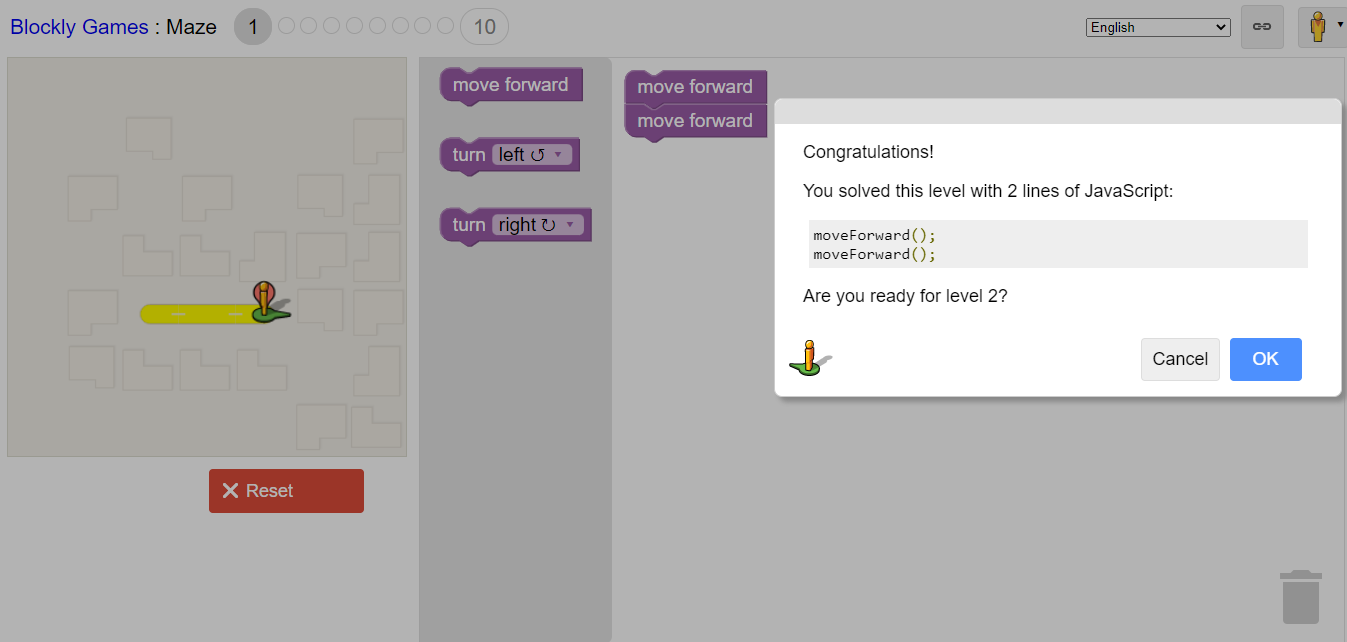 Blockly Games : Maze 1 10 English
move forward
turn left ↺ ▼
turn right ↻ ▼
move forward
move forward
Congratulations!
You solved this level with 2 lines of JavaScript:
moveForward();
moveForward();
Are you ready for level 2?
Cancel OK
Reset